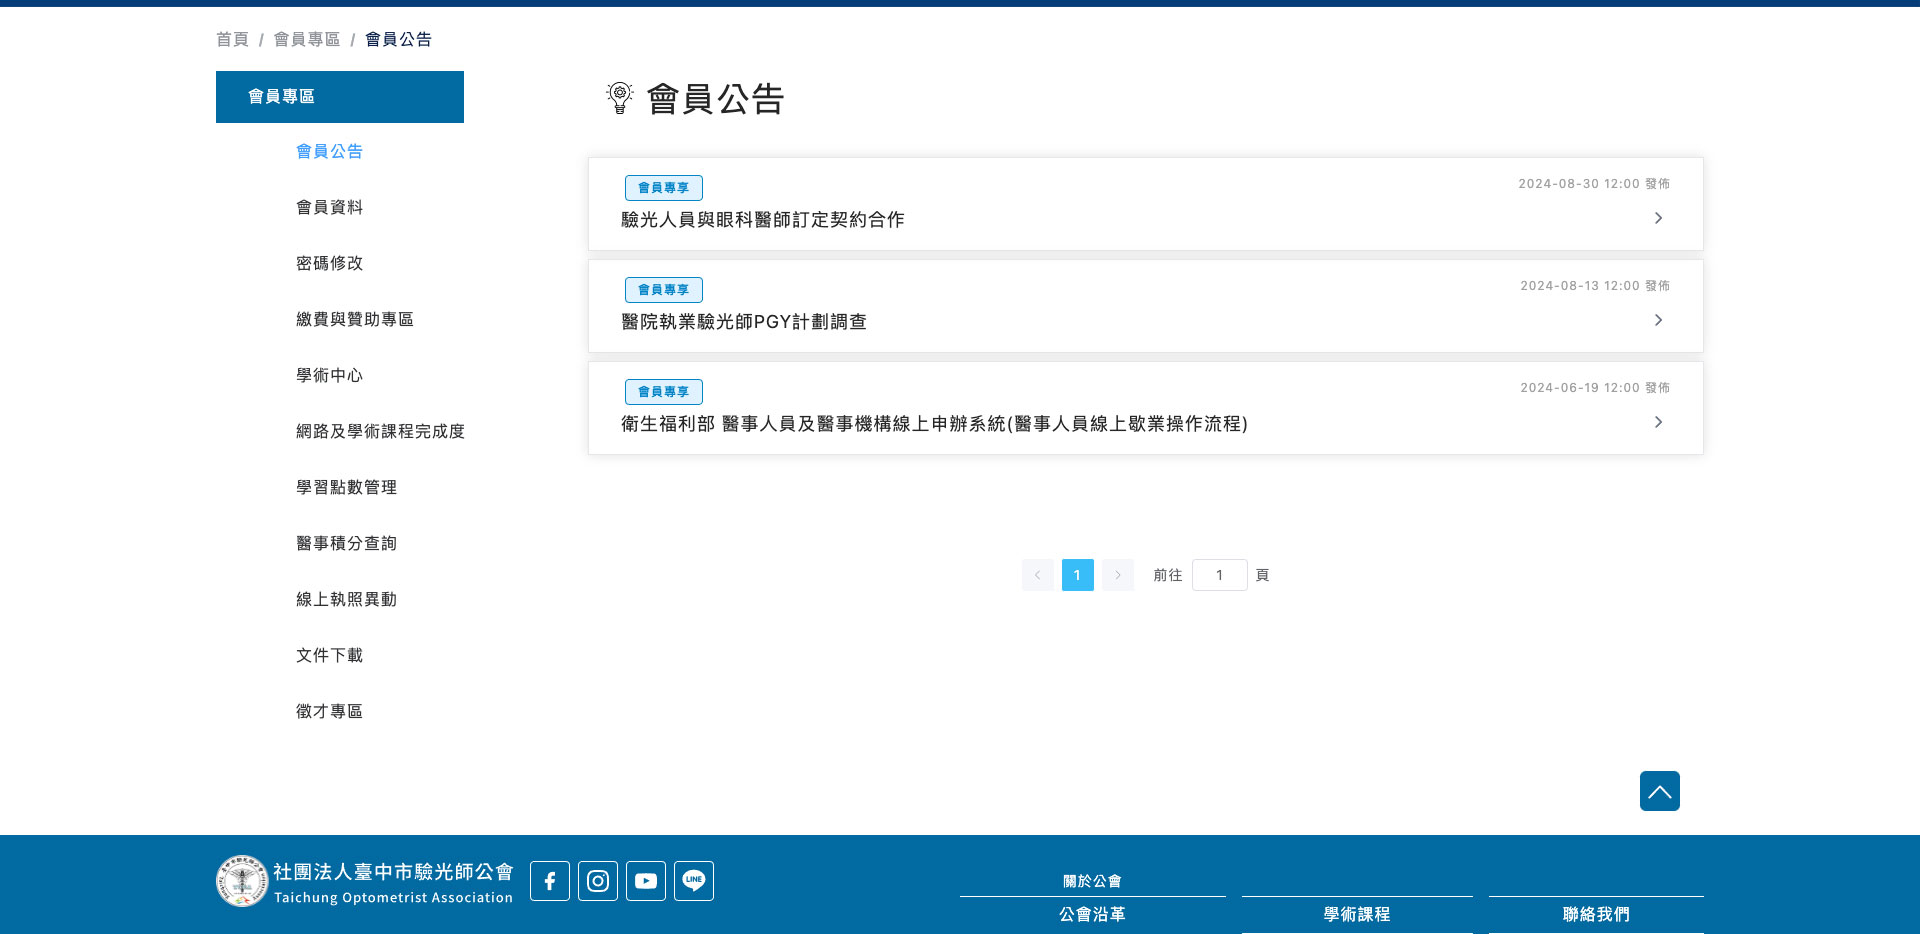 首頁 / 會員專區 / 會員公告
會員專區
會員公告
會員資料
密碼修改
繳費與贊助專區
學術中心
網路及學術課程完成度
學習點數管理
醫事積分查詢
線上執照異動
文件下載
徵才專區
會員公告
會員專享
2024-08-30 12:00 發佈
驗光人員與眼科醫師訂定契約合作
會員專享
2024-08-13 12:00 發佈
醫院執業驗光師PGY計劃調查
會員專享
2024-06-19 12:00 發佈
衛生福利部 醫事人員及醫事機構線上申辦系統(醫事人員線上歇業操作流程)
1 前往 1 頁
社團法人臺中市驗光師公會
Taichung Optometrist Association
LINE
關於公會
公會沿革
學術課程
聯絡我們